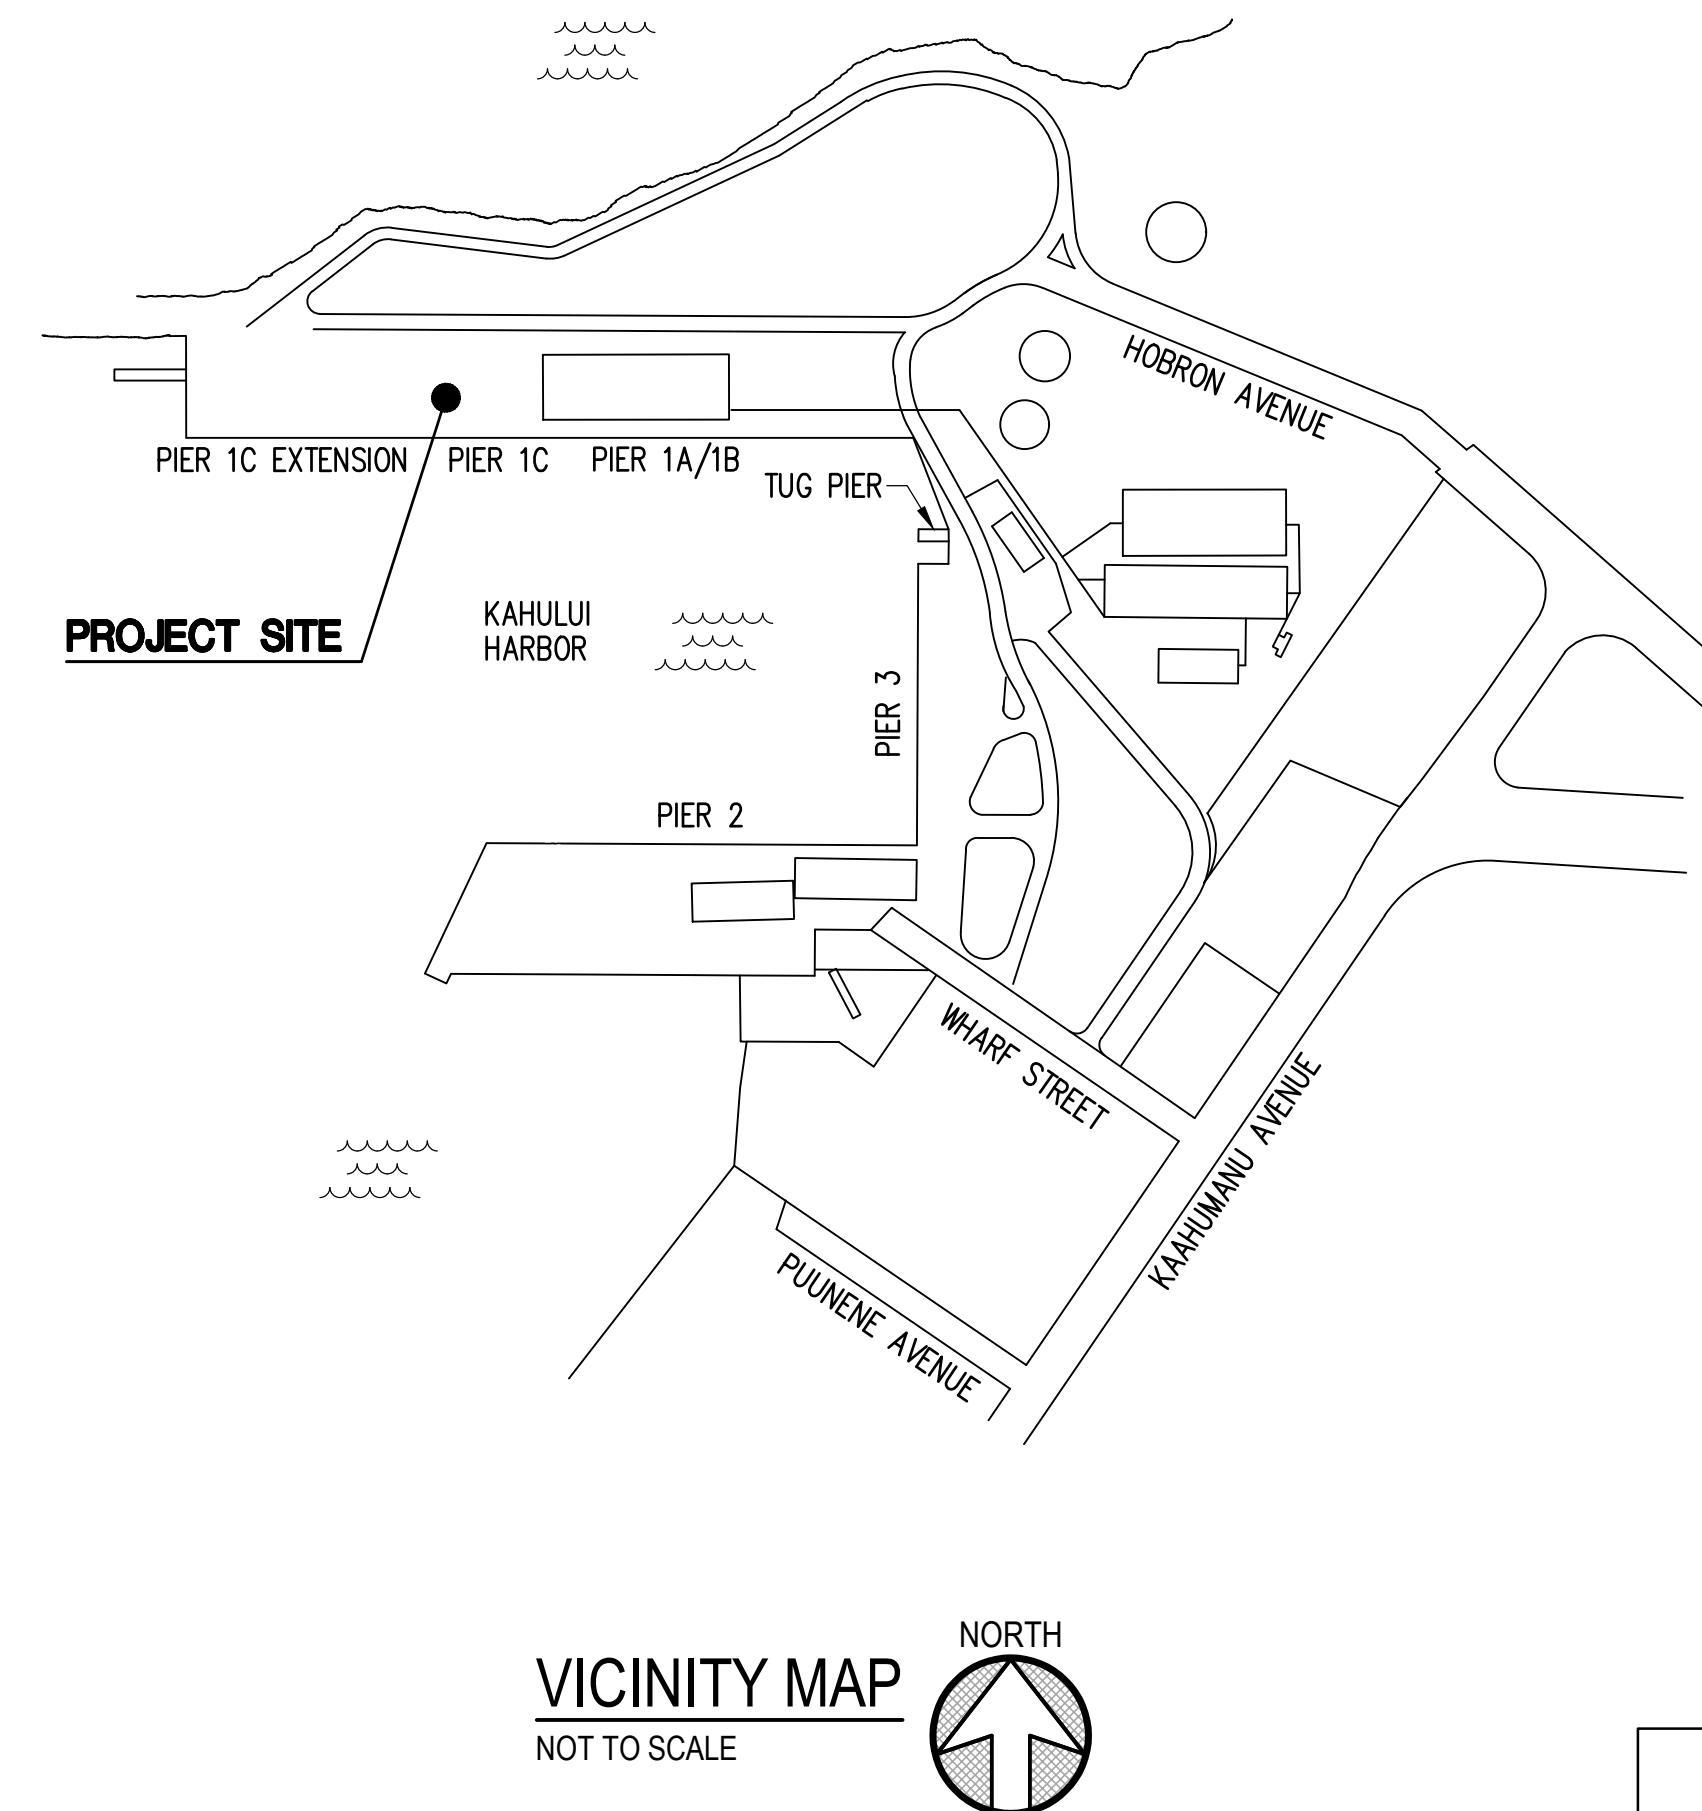 HOBRON AVENUE
PIER 1C EXTENSION
PIER 1C
PIER 1A/1B
TUG PIER
PROJECT SITE
KAHULUI
HARBOR
PIER 3
PIER 2
WHARF STREET
KAAHUMANU AVENUE
PUUNENE AVENUE
VICINITY MAP
NOT TO SCALE
NORTH